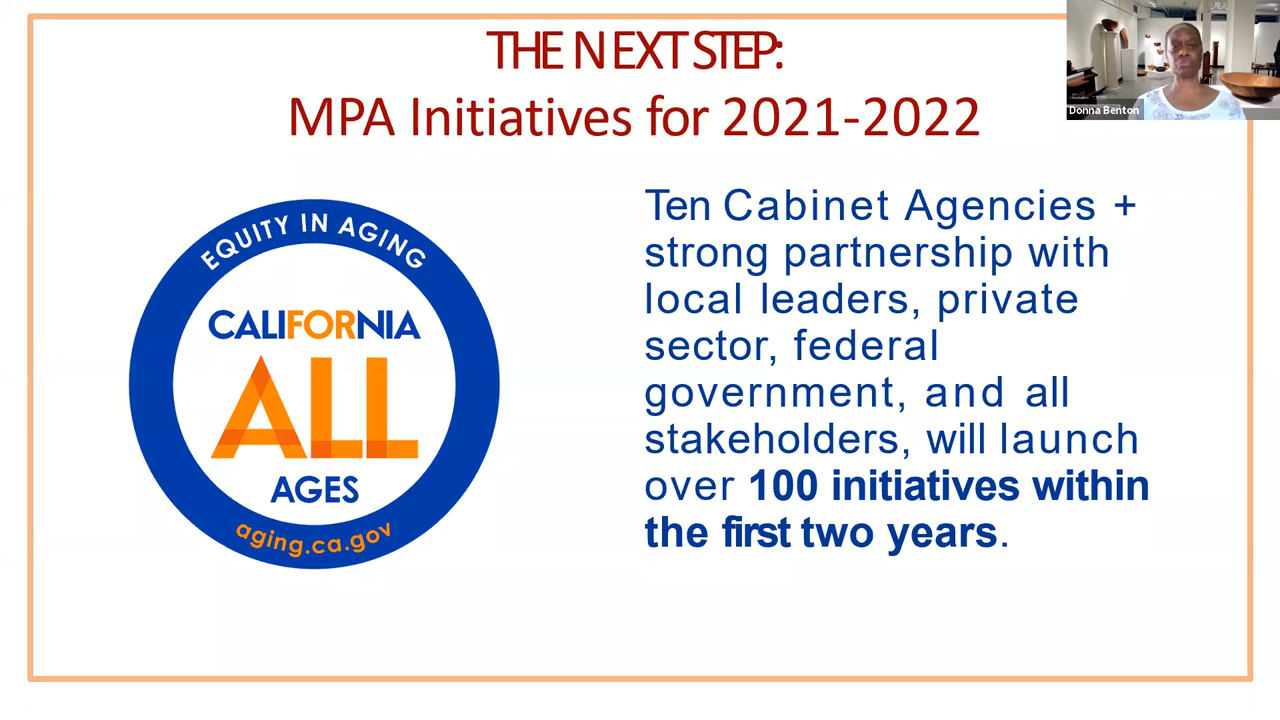 THE NEXT STEP:
MPA Initiatives for 2021-2022
Donna Benton
EQUITY IN AGING
CALIFORNIA
ALL
AGES
aging.ca.gov
Ten Cabinet Agencies +
strong partnership with
local leaders, private
sector, federal
government, and all
stakeholders, will launch
over 100 initiatives within
the first two years.